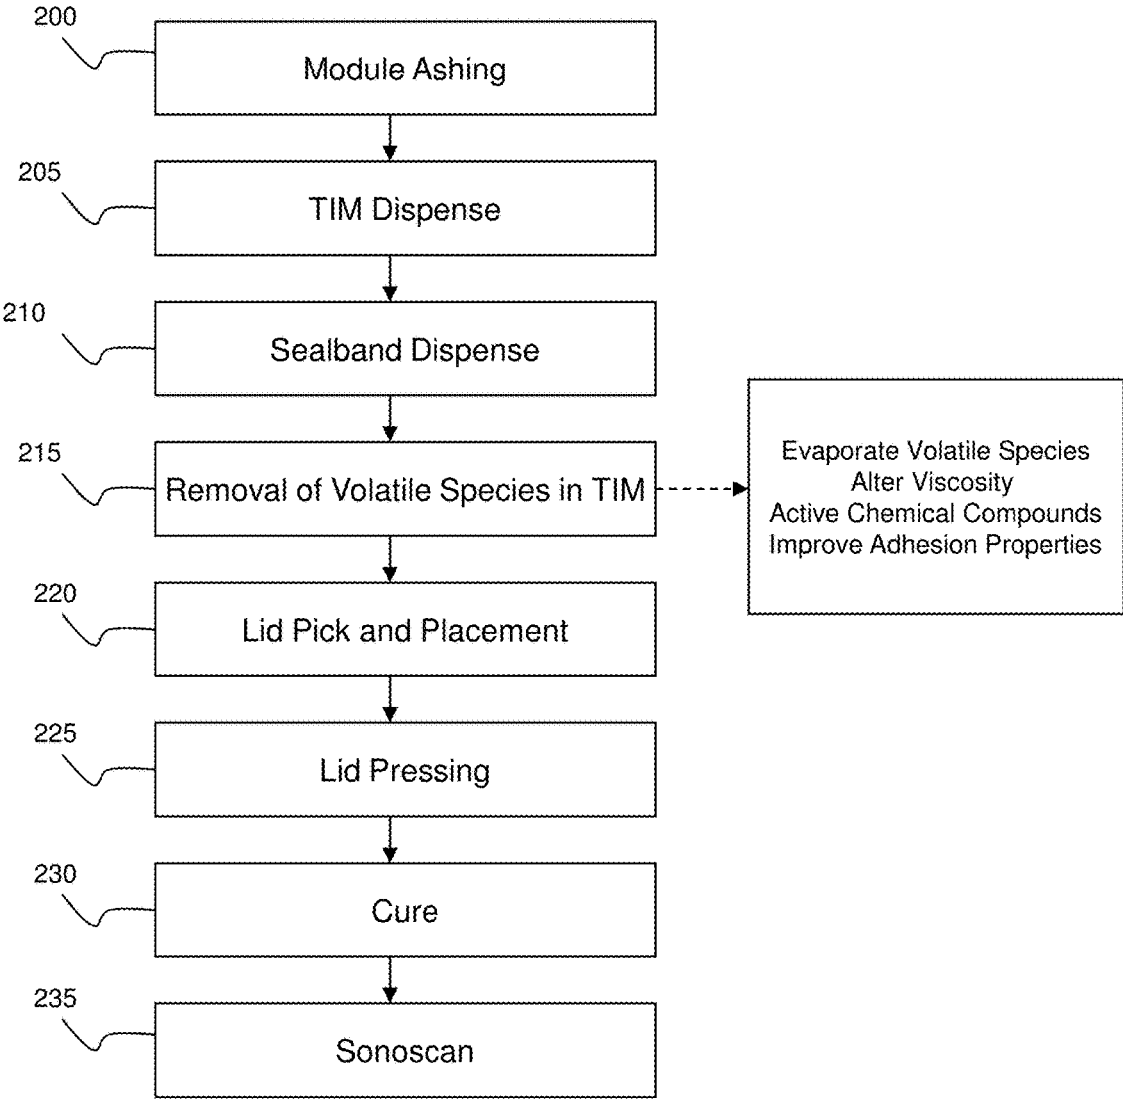 200
Module Ashing
205
TIM Dispense
210
Sealband Dispense
215
Removal of Volatile Species in TIM
Evaporate Volatile Species
Alter Viscosity
Active Chemical Compounds
Improve Adhesion Properties
220
Lid Pick and Placement
225
Lid Pressing
230
Cure
235
Sonoscan